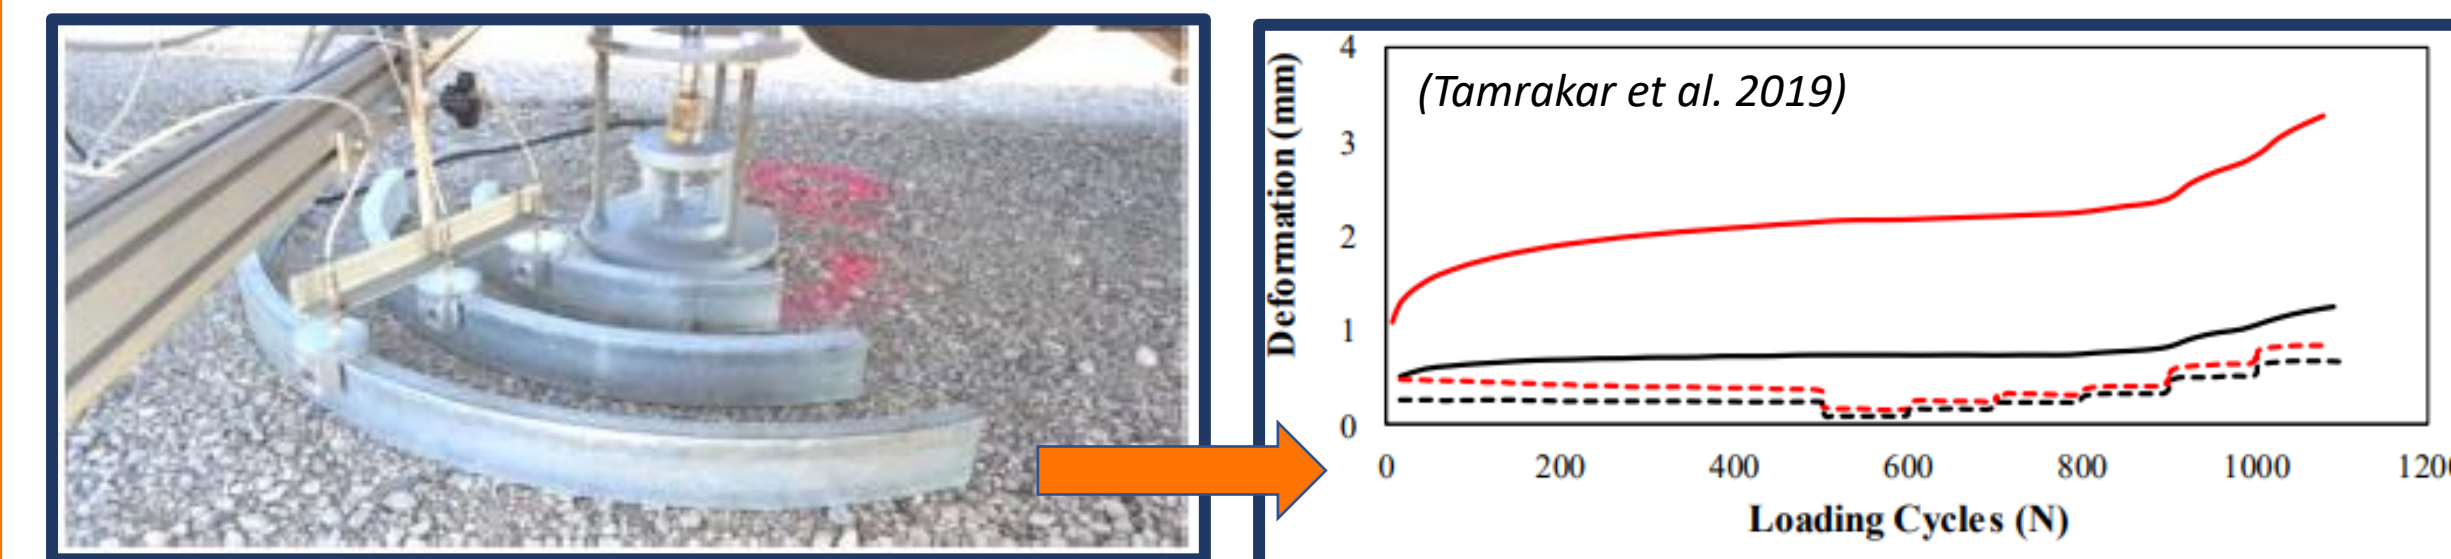 (Tamrakar et al. 2019)
Deformation (mm)
4
3
2
1
0
0 200 400 600 800 1000 120
Loading Cycles (N)